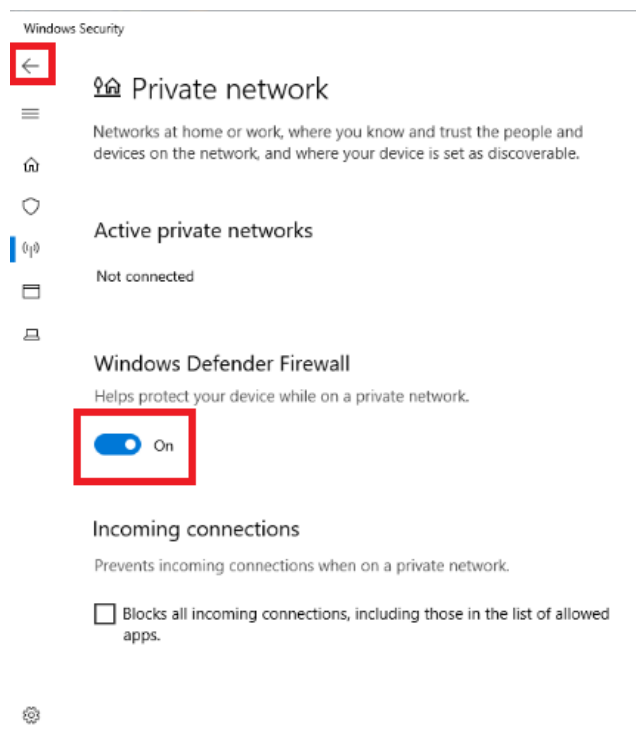 Windows Security
Private network
Networks at home or work, where you know and trust the people and
devices on the network, and where your device is set as discoverable.
Active private networks
Not connected
Windows Defender Firewall
Helps protect your device while on a private network.
On
Incoming connections
Prevents incoming connections when on a private network.
Blocks all incoming connections, including those in the list of allowed
apps.